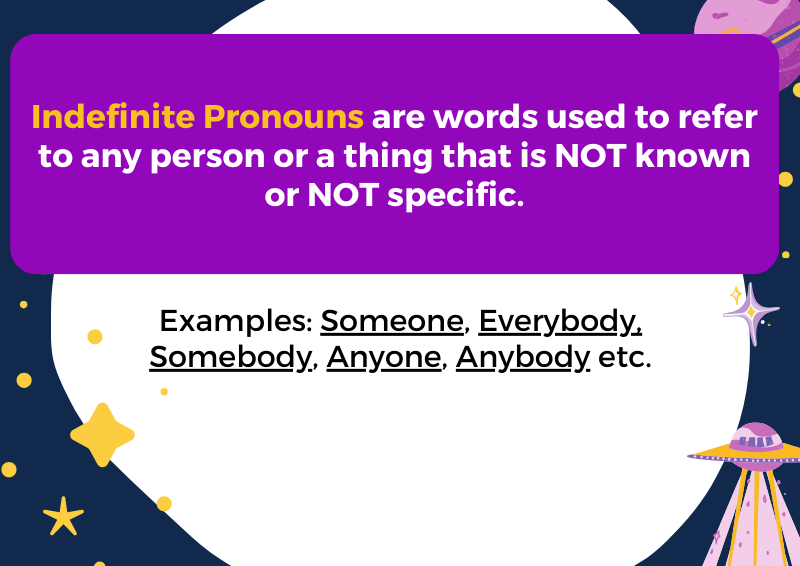 Indefinite Pronouns are words used to refer
to any person or a thing that is NOT known
or NOT specific.
Examples: Someone, Everybody,
Somebody, Anyone, Anybody etc.